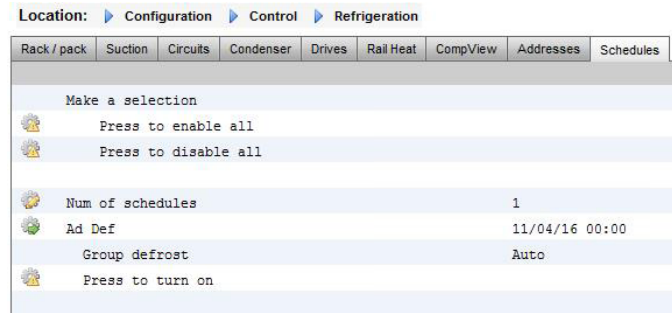 Location: Configuration Control Refrigeration
Rack / pack Suction Circuits Condenser Drives Rail Heat CompView Addresses Schedules
Make a selection
Press to enable all
Press to disable all
Num of schedules 1
Ad Def 11/04/16 00:00
Group defrost Auto
Press to turn on